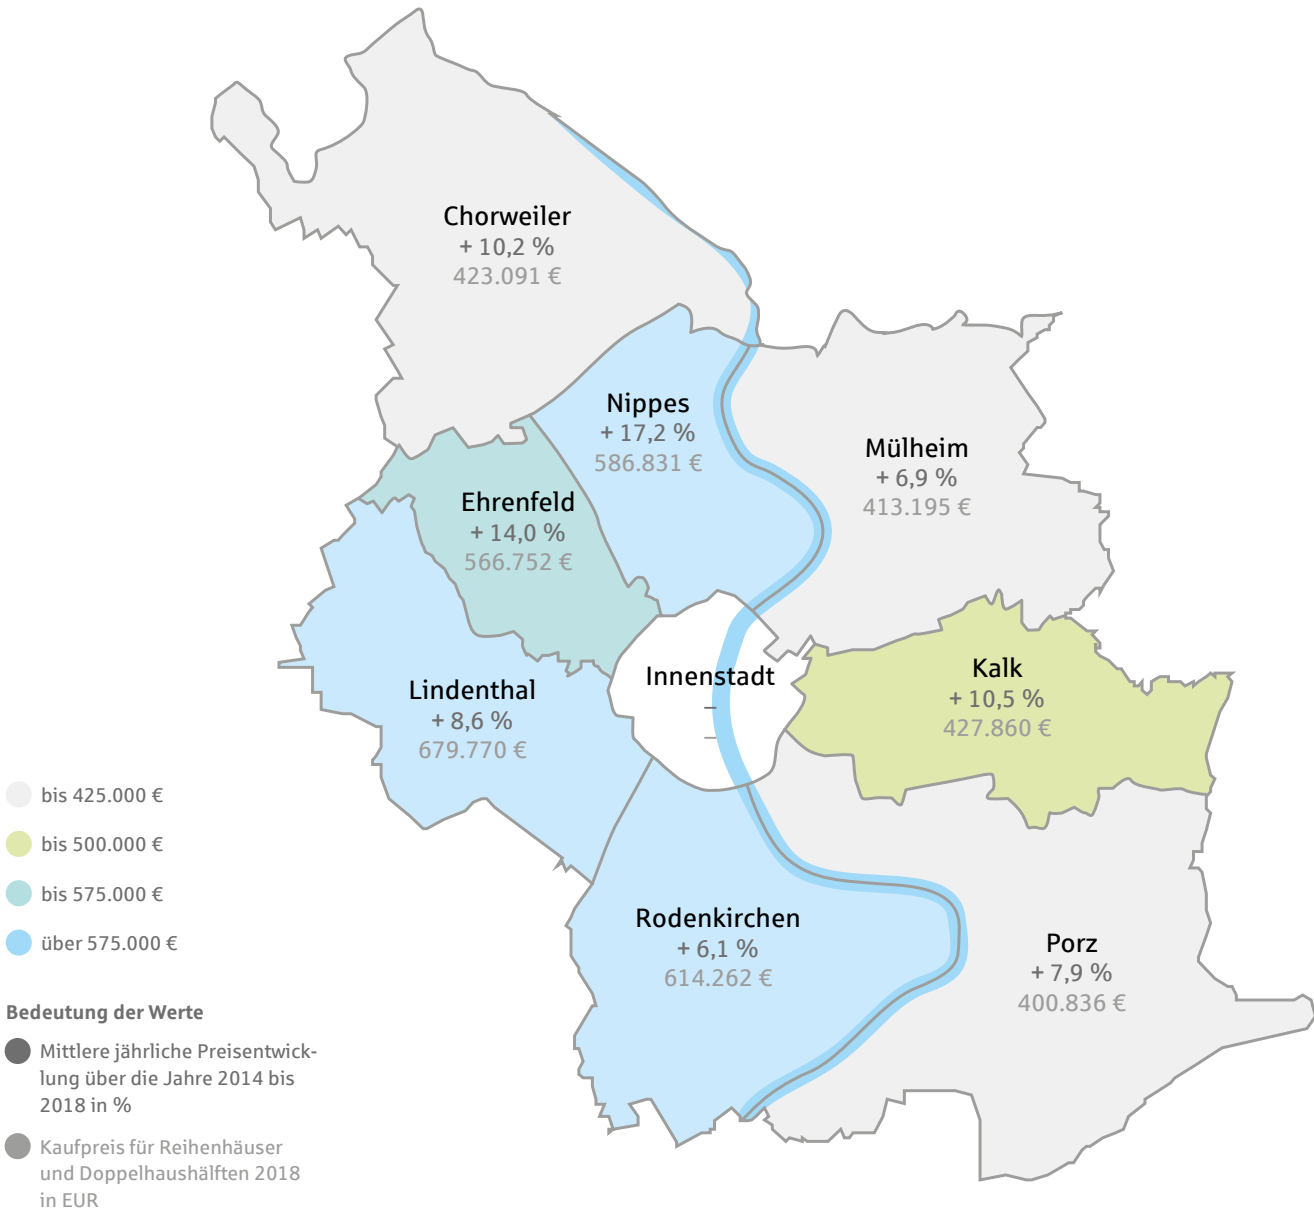 Chorweiler
+ 10,2 %
423.091 €
Nippes
+ 17,2 %
586.831 €
Mülheim
+ 6,9 %
413.195 €
Ehrenfeld
+ 14,0 %
566.752 €
Innenstadt
–
–
Kalk
+ 10,5 %
427.860 €
Lindenthal
+ 8,6 %
679.770 €
Rodenkirchen
+ 6,1 %
614.262 €
Porz
+ 7,9 %
400.836 €
bis 425.000 €
bis 500.000 €
bis 575.000 €
über 575.000 €
Bedeutung der Werte
Mittlere jährliche Preisentwick-
lung über die Jahre 2014 bis
2018 in %
Kaufpreis für Reihenhäuser
und Doppelhaushälften 2018
in EUR